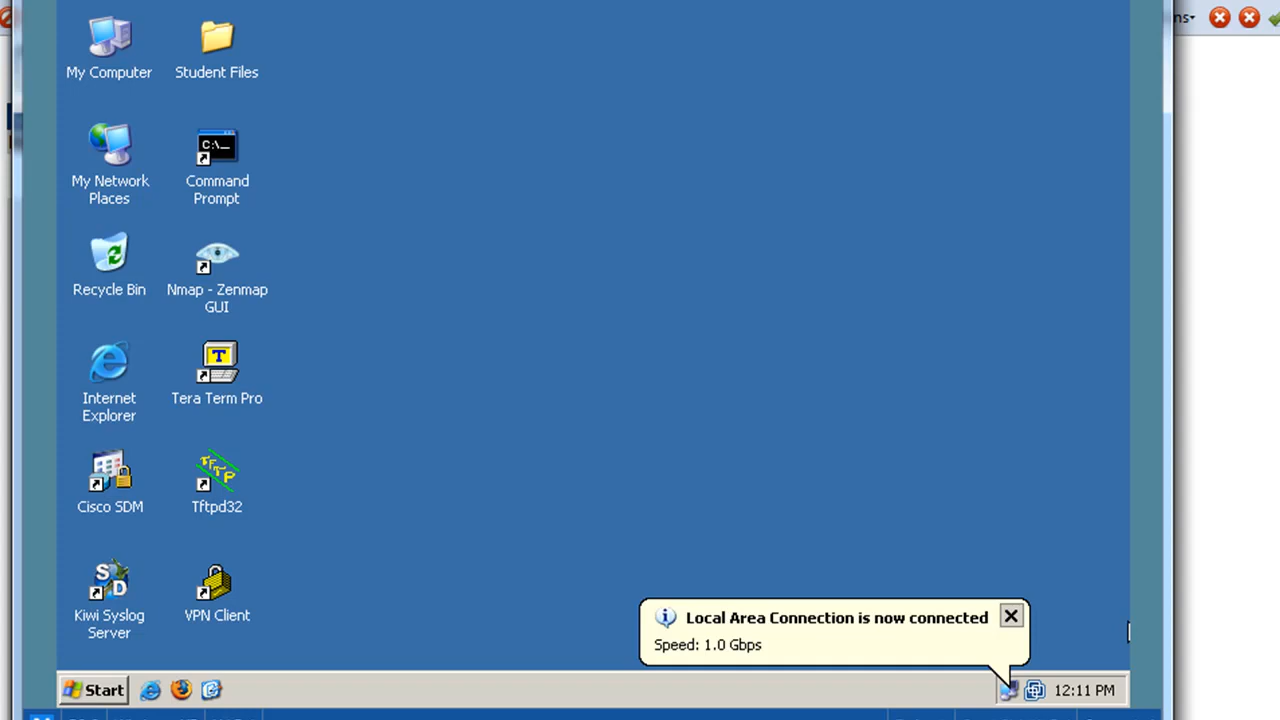 ns
My Computer
Student Files
C:\_
My Network
Places
Command
Prompt
Recycle Bin
Nmap - Zenmap
GUI
Internet
Explorer
T
Tera Term Pro
Cisco SDM
TFTP
Tftpd32
S
D
Kiwi Syslog
Server
VPN Client
Local Area Connection is now connected
Speed: 1.0 Gbps
Start
12:11 PM